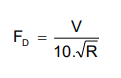 F_D = V / 10.√R